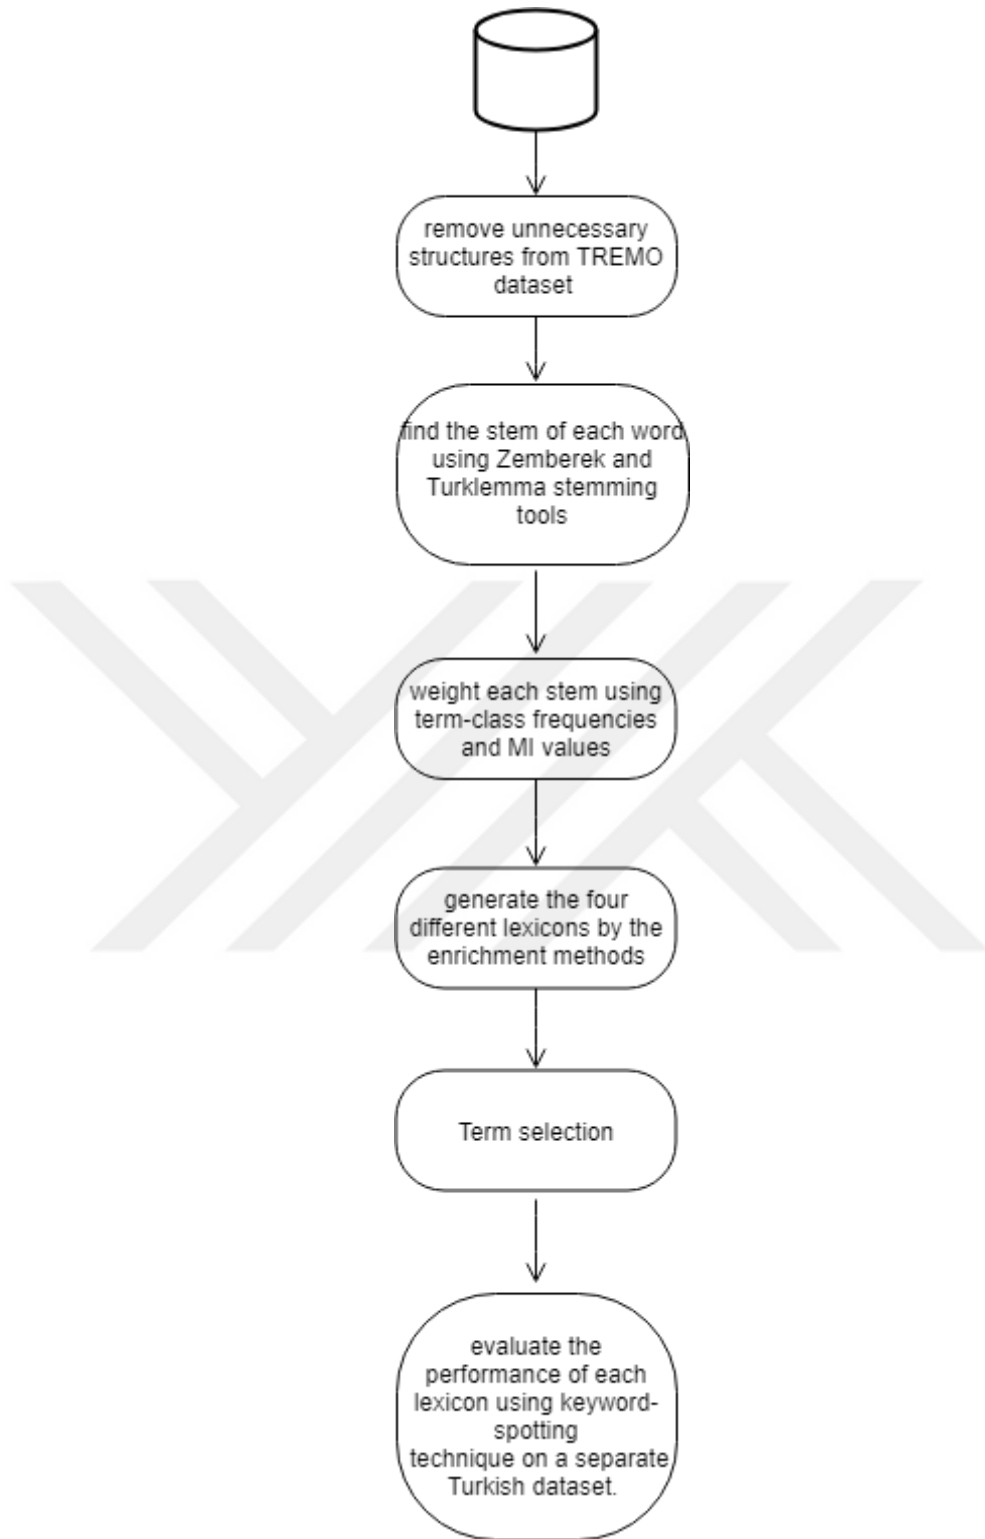 remove unnecessary
structures from TREMO
dataset
find the stem of each word
using Zemberek and
Turklemma stemming
tools
weight each stem using
term-class frequencies
and MI values
generate the four
different lexicons by the
enrichment methods
Term selection
evaluate the
performance of each
lexicon using keyword-
spotting
technique on a separate
Turkish dataset.